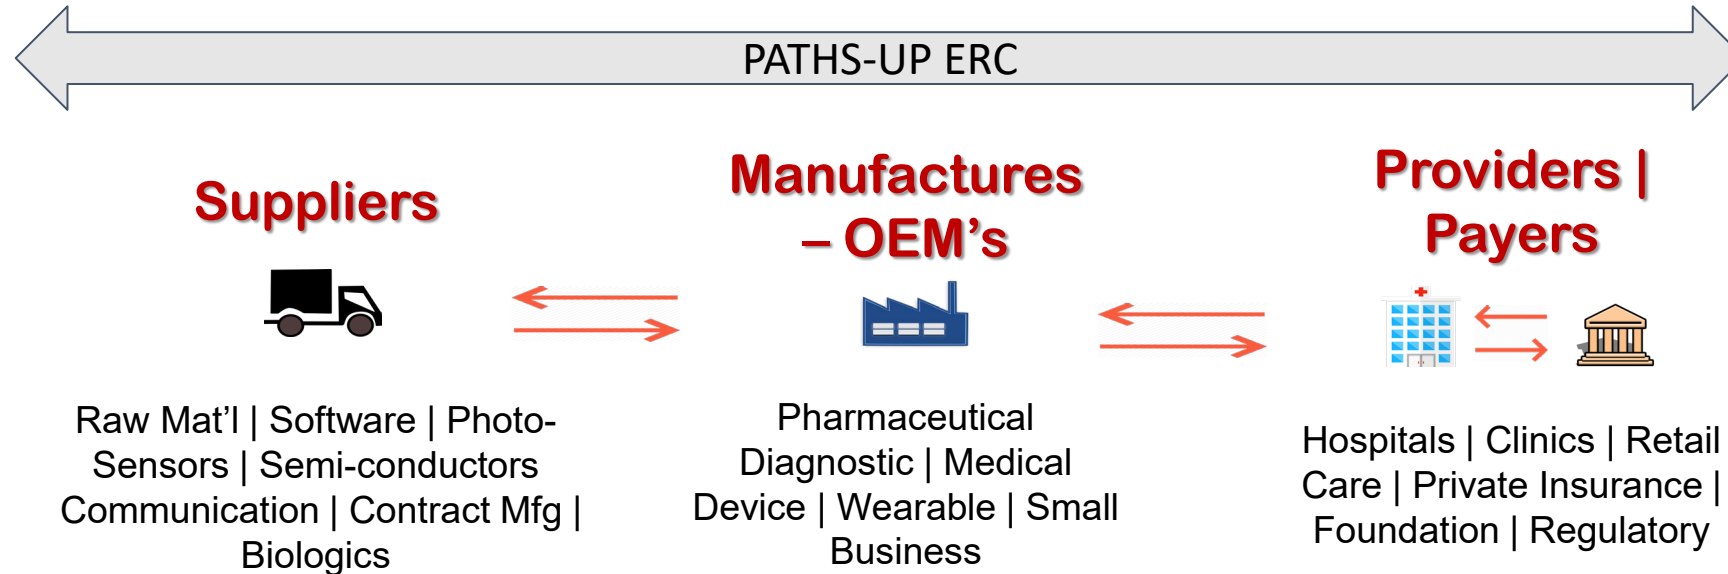 PATHS-UP ERC
Suppliers
Raw Mat'l | Software | Photo-
Sensors | Semi-conductors
Communication | Contract Mfg |
Biologics
Manufactures
– OEM's
Pharmaceutical
Diagnostic | Medical
Device | Wearable | Small
Business
Providers |
Payers
Hospitals | Clinics | Retail
Care | Private Insurance |
Foundation | Regulatory